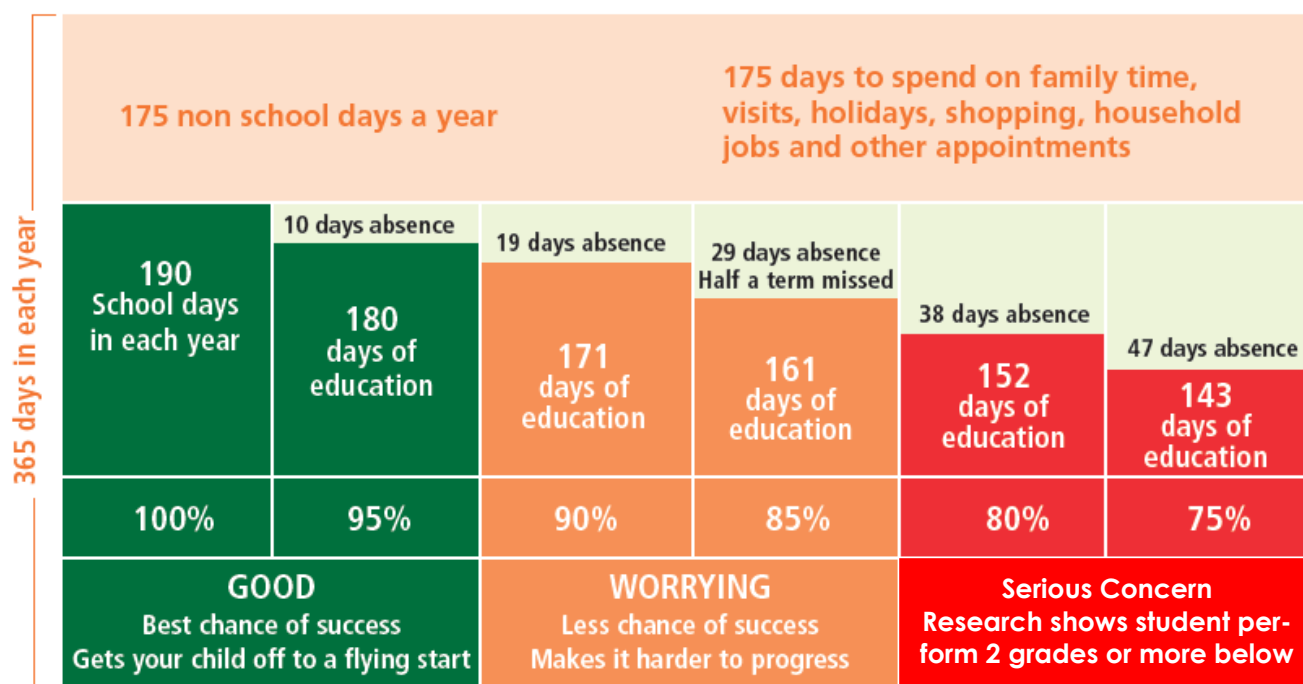 365 days in each year
175 non school days a year
175 days to spend on family time,
visits, holidays, shopping, household
jobs and other appointments
190
School days
in each year
10 days absence
180
days of
education
19 days absence
171
days of
education
29 days absence
Half a term missed
161
days of
education
38 days absence
152
days of
education
47 days absence
143
days of
education
100%
95%
90%
85%
80%
75%
GOOD
Best chance of success
Gets your child off to a flying start
WORRYING
Less chance of success
Makes it harder to progress
Serious Concern
Research shows student per-
form 2 grades or more below